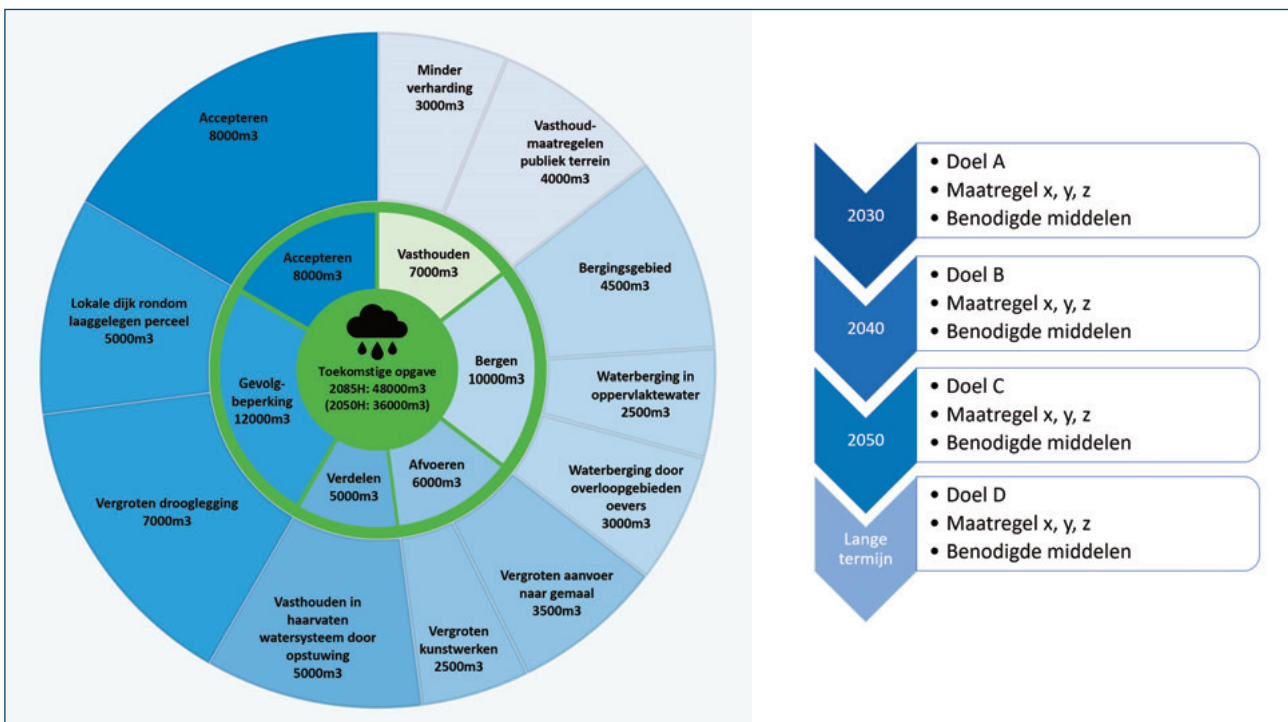 Accepteren
8000m3
Minder
verharding
3000m3
Vasthoud-
maatregelen
publiek terrein
4000m3
Bergingsgebied
4500m3
Waterberging in
oppervlaktewater
2500m3
Waterberging door
overloopgebieden
oevers
3000m3
Vergroten aanvoer
naar gemaal
3500m3
Vergroten
kunstwerken
2500m3
Vasthouden in
haarvaten
watersysteem door
opstuwing
5000m3
Vergroten drooglegging
7000m3
Lokale dijk rondom
laaggelegen perceel
5000m3
Accepteren
8000m3
Vasthouden
7000m3
Bergen
10000m3
Afvoeren
6000m3
Verdelen
5000m3
Gevolg-
beperking
12000m3
Toekomstige opgave
2085H: 48000m3
(2050H: 36000m3)
2030
• Doel A
• Maatregel x, y, z
• Benodigde middelen
2040
• Doel B
• Maatregel x, y, z
• Benodigde middelen
2050
• Doel C
• Maatregel x, y, z
• Benodigde middelen
Lange
termijn
• Doel D
• Maatregel x, y, z
• Benodigde middelen